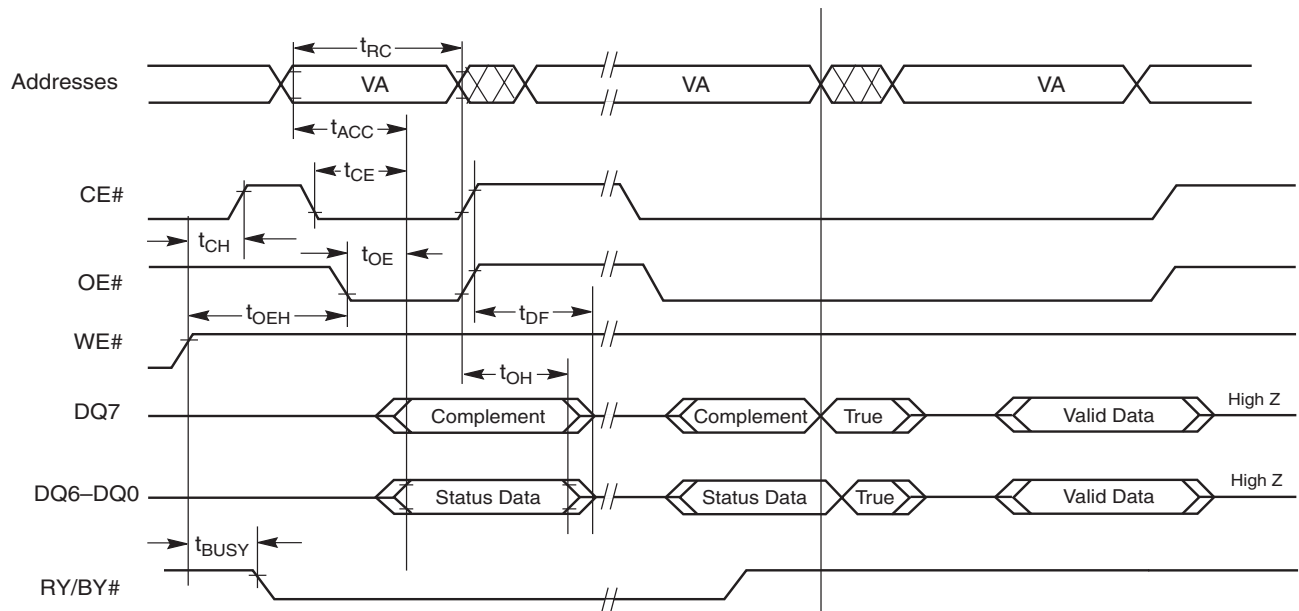 tRC
Addresses VA VA VA
tACC
tCE
CE#
tCH tOE
OE#
tOEH tDF
WE#
tOH
DQ7 Complement Complement True Valid Data High Z
DQ6–DQ0 Status Data Status Data True Valid Data High Z
tBUSY
RY/BY#